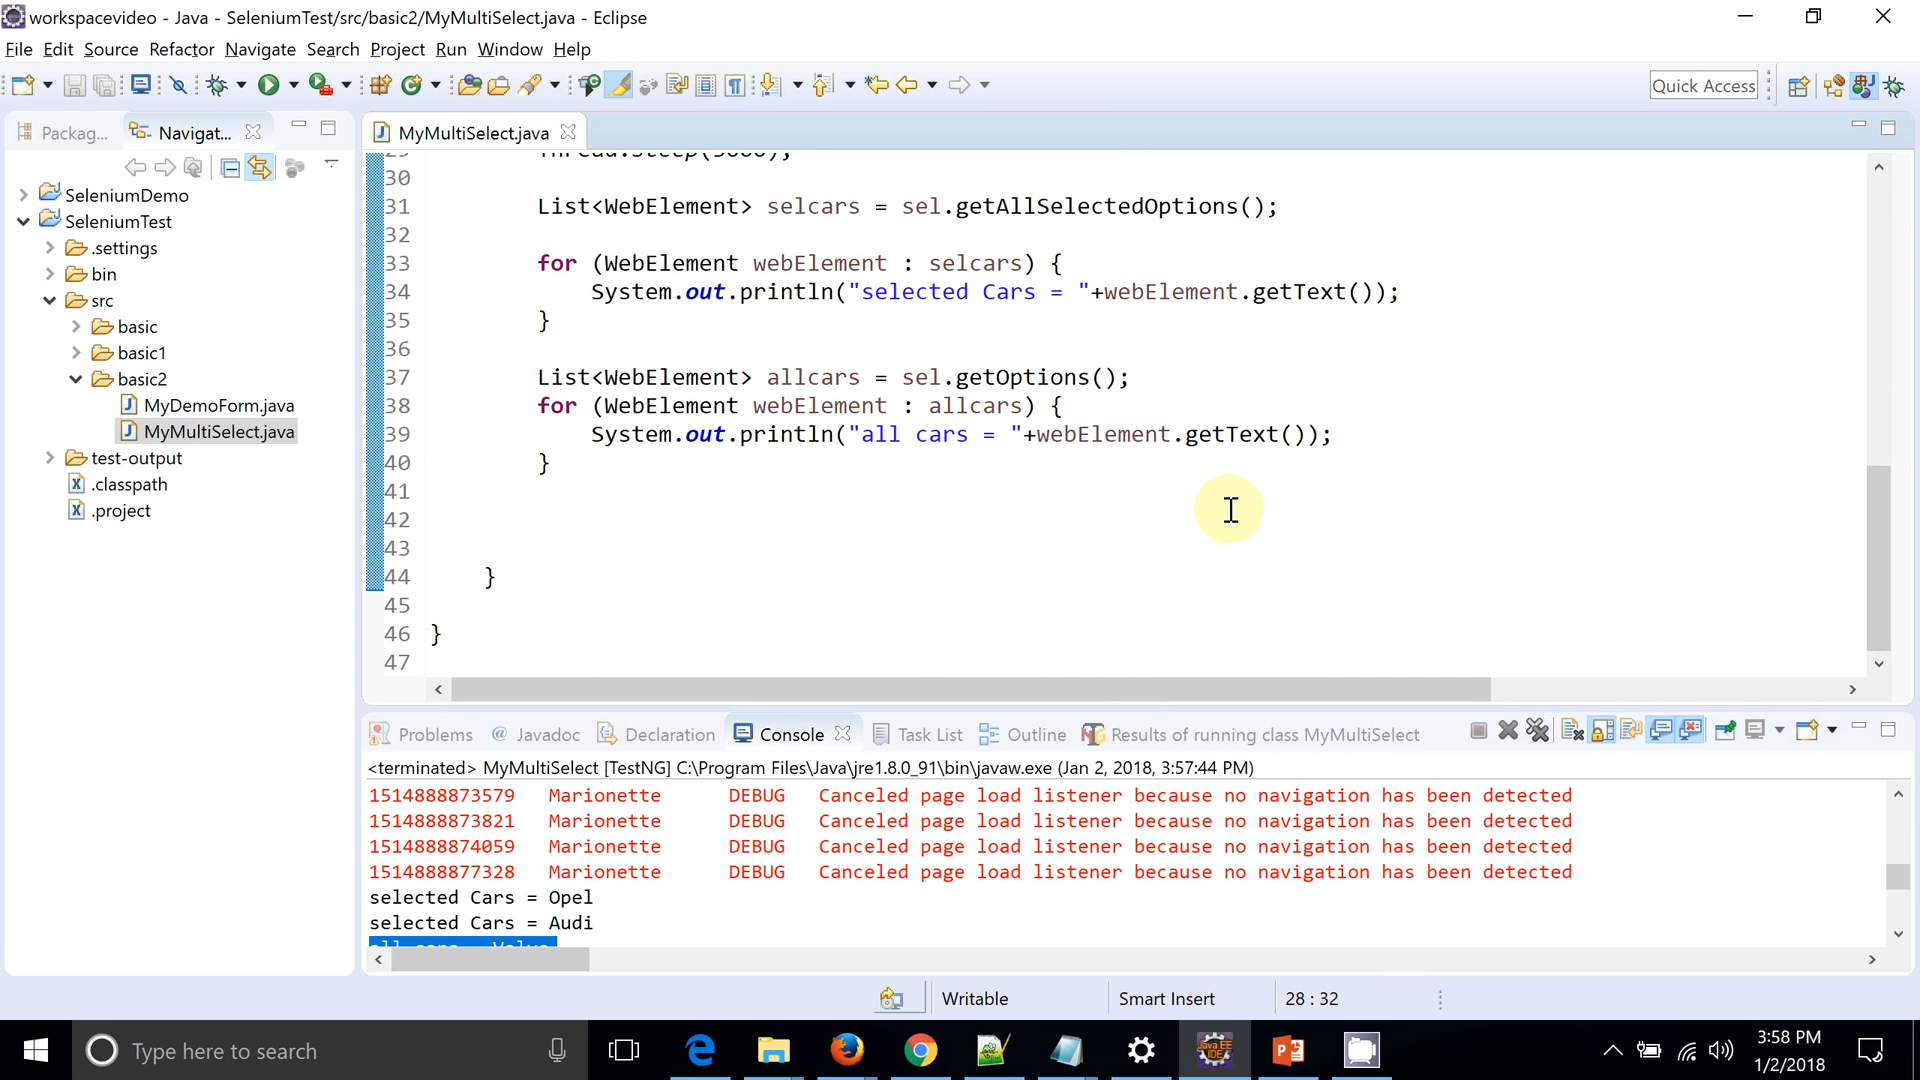 workspacevideo - Java - SeleniumTest/src/basic2/MyMultiSelect.java - Eclipse
File Edit Source Refactor Navigate Search Project Run Window Help
Quick Access
Packag...
Navigat...
MyMultiSelect.java
SeleniumDemo
SeleniumTest
.settings
bin
src
basic
basic1
basic2
MyDemoForm.java
MyMultiSelect.java
test-output
.classpath
.project
29 Thread.sleep(5000);
30
31 List<WebElement> selcars = sel.getAllSelectedOptions();
32
33 for (WebElement webElement : selcars) {
34 System.out.println("selected Cars = "+webElement.getText());
35 }
36
37 List<WebElement> allcars = sel.getOptions();
38 for (WebElement webElement : allcars) {
39 System.out.println("all cars = "+webElement.getText());
40 }
41
42
43
44 }
45
46 }
47
Problems @ Javadoc Declaration Console Task List Outline Results of running class MyMultiSelect
<terminated> MyMultiSelect [TestNG] C:\Program Files\Java\jre1.8.0_91\bin\javaw.exe (Jan 2, 2018, 3:57:44 PM)
1514888873579 Marionette DEBUG Canceled page load listener because no navigation has been detected
1514888873821 Marionette DEBUG Canceled page load listener because no navigation has been detected
1514888874059 Marionette DEBUG Canceled page load listener because no navigation has been detected
1514888877328 Marionette DEBUG Canceled page load listener because no navigation has been detected
selected Cars = Opel
selected Cars = Audi
all cars = Volvo
Writable Smart Insert 28 : 32
Type here to search
Java EE
IDE
3:58 PM
1/2/2018